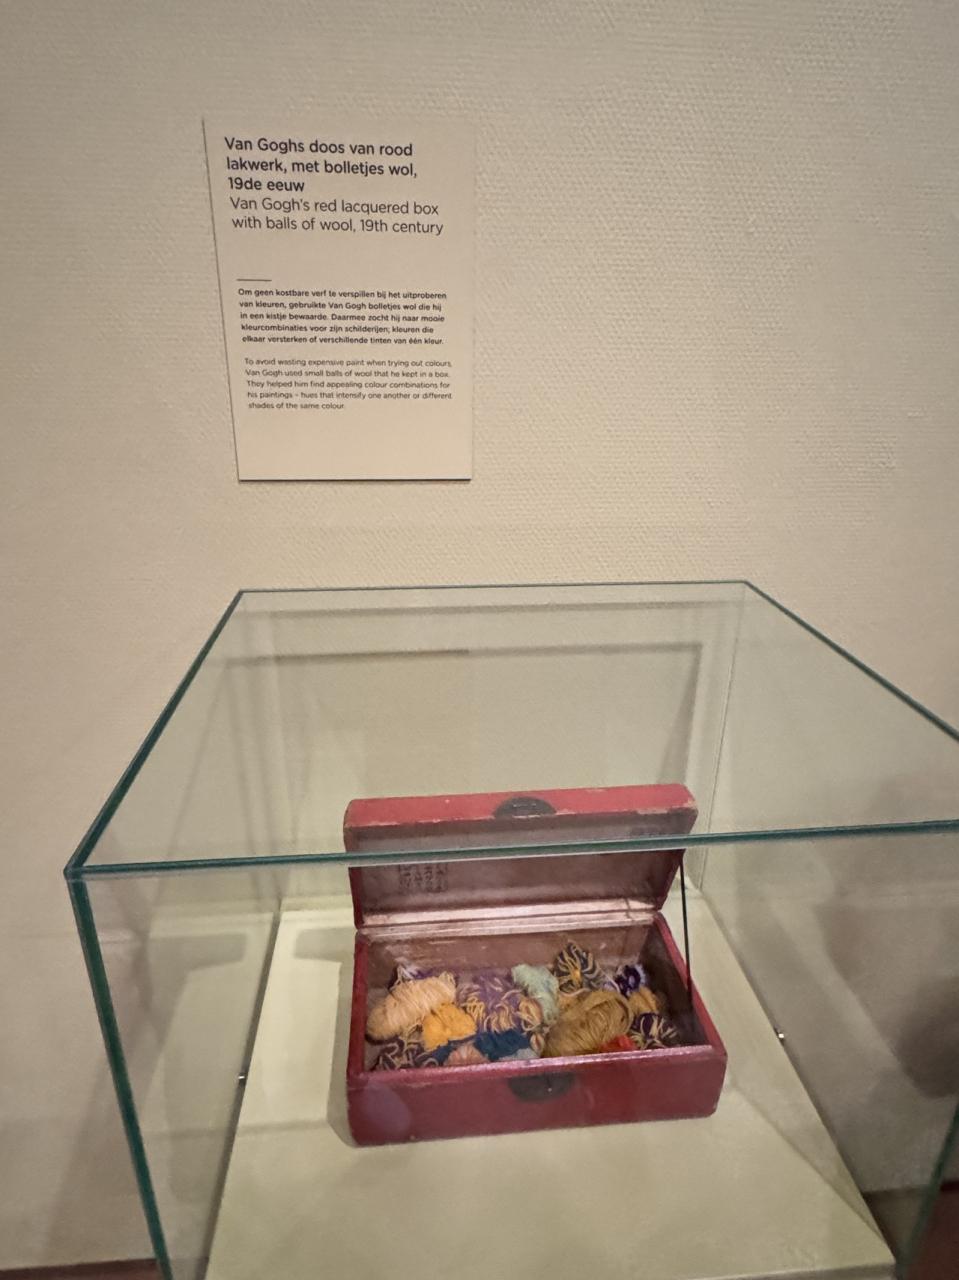 Van Goghs doos van rood
lakwerk, met bolletjes wol,
19de eeuw
Van Gogh's red lacquered box
with balls of wool, 19th century
Om geen kostbare verf te verspillen bij het uitproberen
van kleuren, gebruikte Van Gogh bolletjes wol die hij
in een kistje bewaarde. Daarmee zocht hij naar mooie
kleurcombinaties voor zijn schilderijen; kleuren die
elkaar versterken of verschillende tinten van één kleur.
To avoid wasting expensive paint when trying out colours,
Van Gogh used small balls of wool that he kept in a box.
They helped him find appealing colour combinations for
his paintings – hues that intensify one another or different
shades of the same colour.